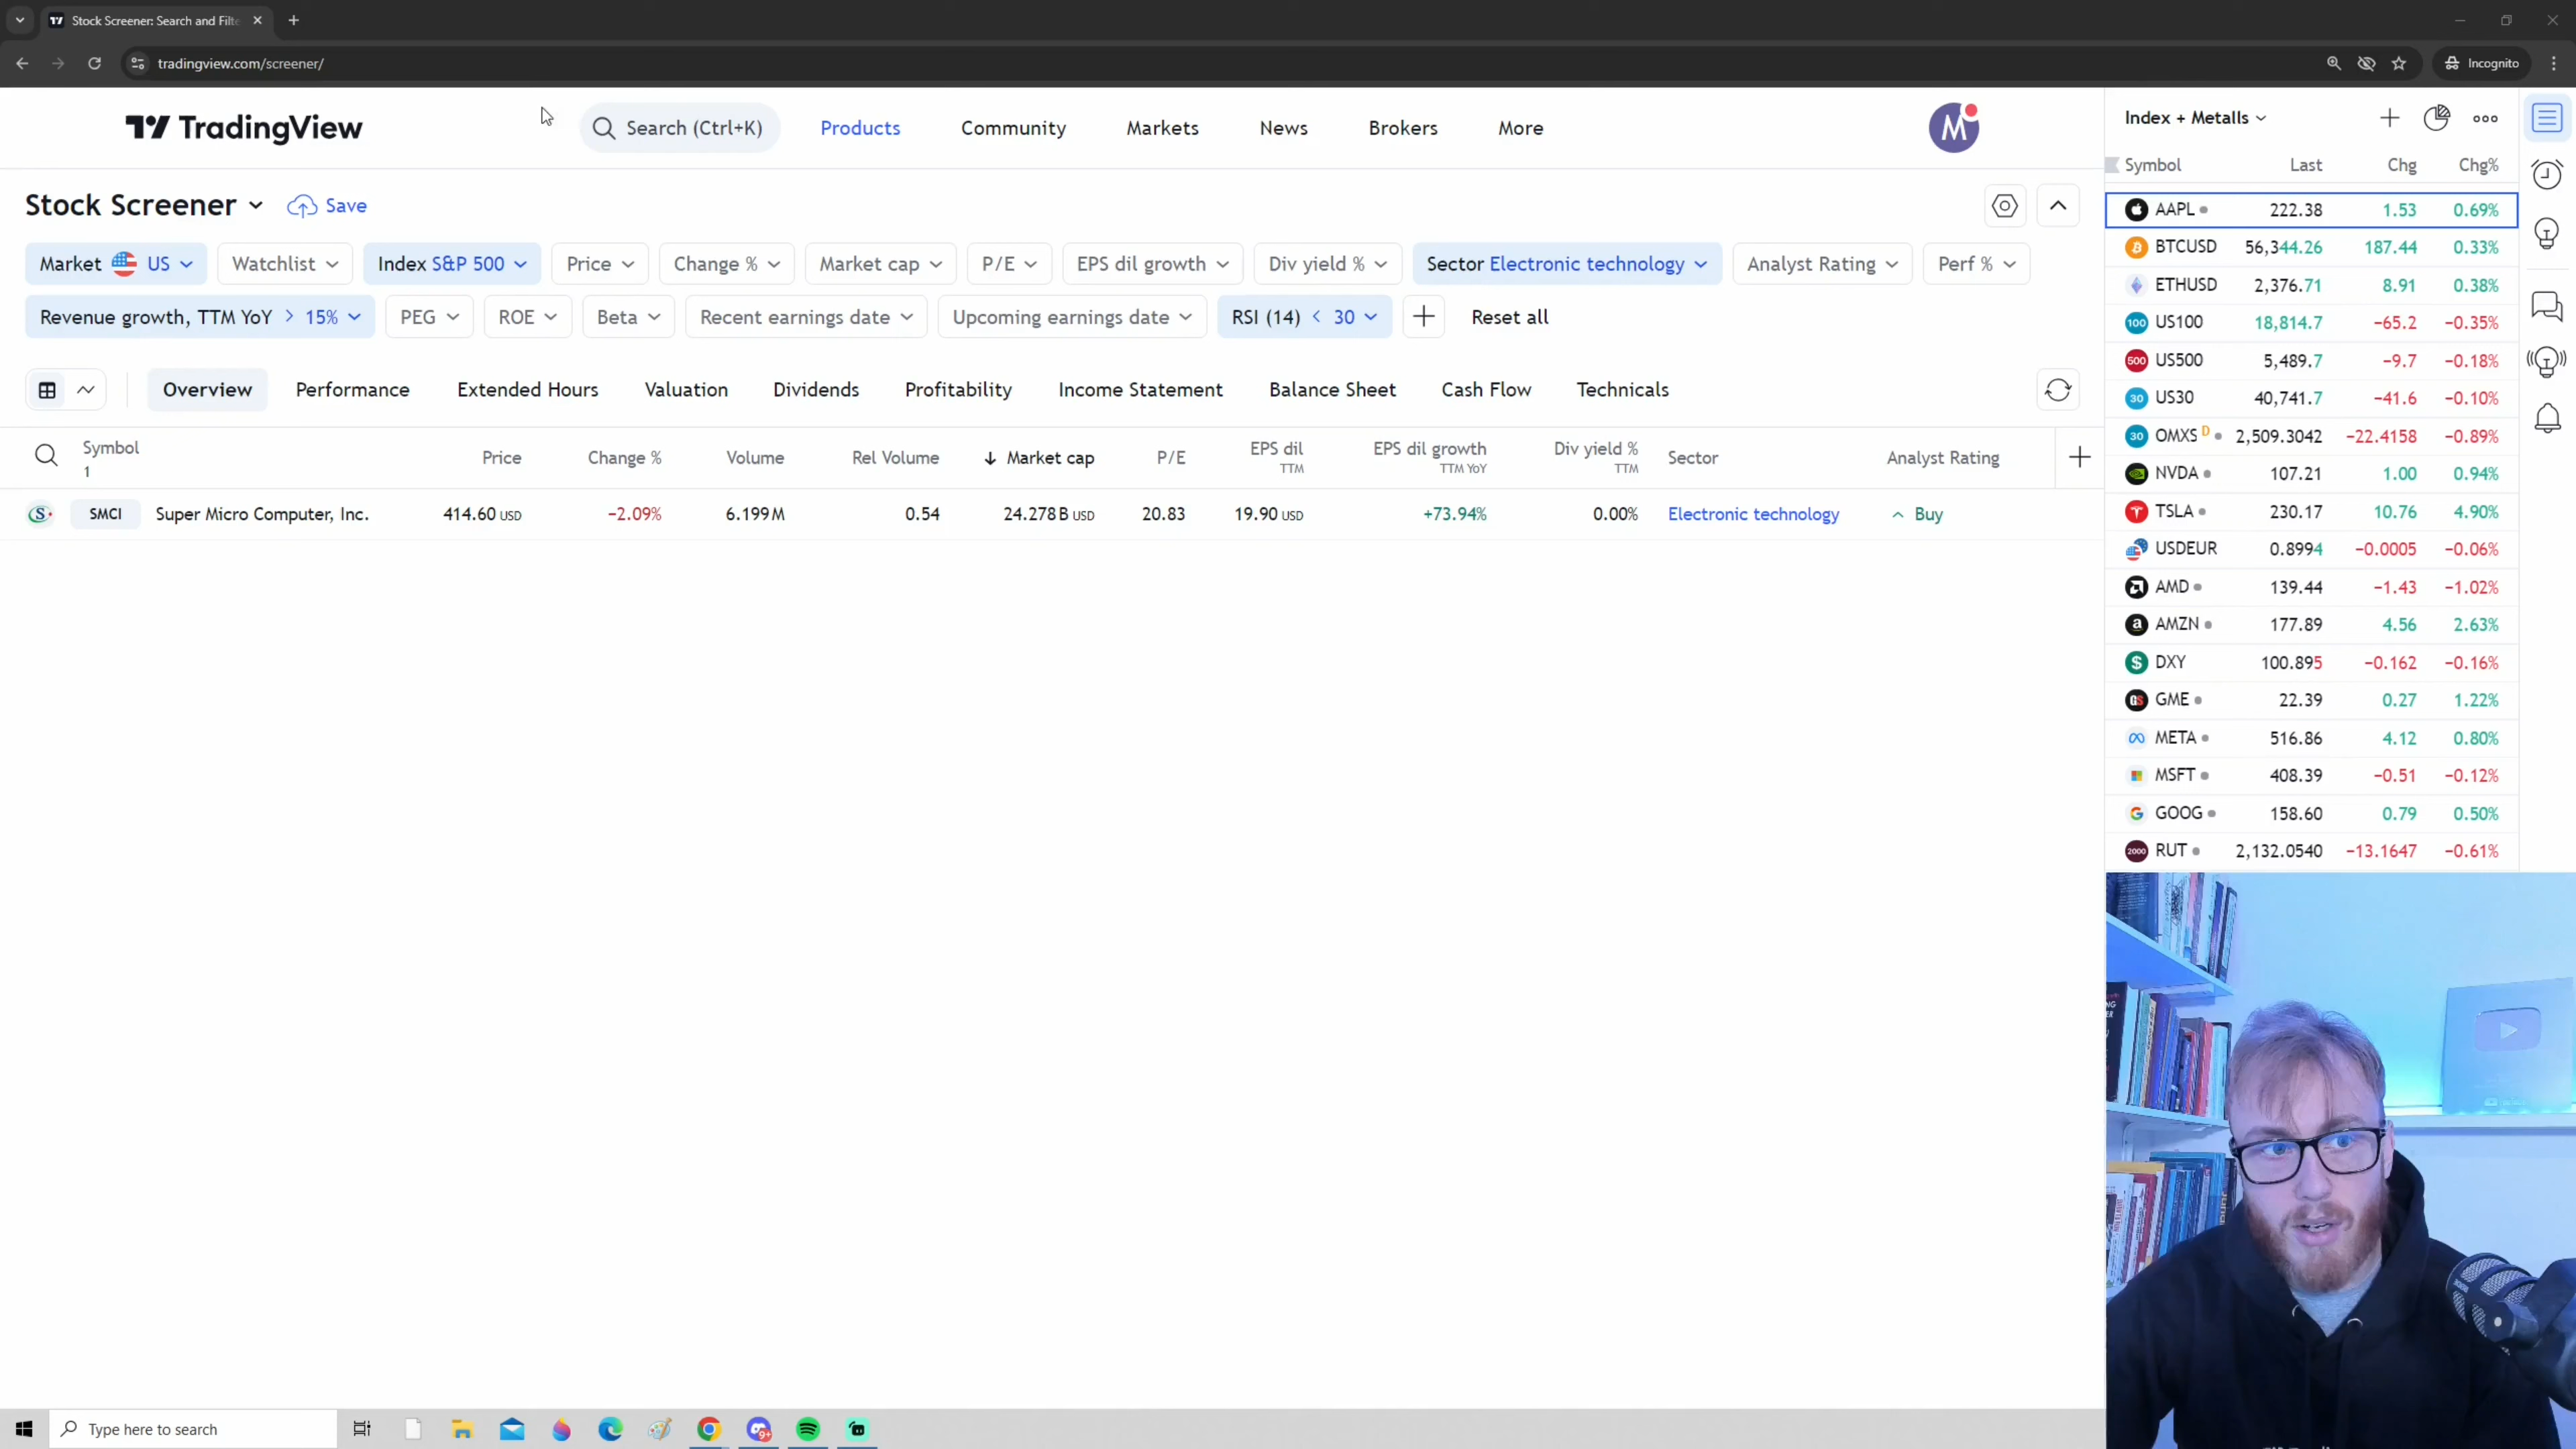 Stock Screener: Search and Filte
tradingview.com/screener/
Incognito
TradingView
Search (Ctrl+K)
Products
Community
Markets
News
Brokers
More
M
Stock Screener
Save
Market US
Watchlist
Index S&P 500
Price
Change %
Market cap
P/E
EPS dil growth
Div yield %
Sector Electronic technology
Analyst Rating
Perf %
Revenue growth, TTM YoY > 15%
PEG
ROE
Beta
Recent earnings date
Upcoming earnings date
RSI (14) < 30
Reset all
Overview
Performance
Extended Hours
Valuation
Dividends
Profitability
Income Statement
Balance Sheet
Cash Flow
Technicals
Symbol
1
Price
Change %
Volume
Rel Volume
Market cap
P/E
EPS dil
TTM
EPS dil growth
TTM YoY
Div yield %
TTM
Sector
Analyst Rating
SMCI Super Micro Computer, Inc. 414.60 USD −2.09% 6.199 M 0.54 24.278 B USD 20.83 19.90 USD +73.94% 0.00% Electronic technology Buy
Index + Metalls
Symbol Last Chg Chg%
AAPL 222.38 1.53 0.69%
BTCUSD 56,344.26 187.44 0.33%
ETHUSD 2,376.71 8.91 0.38%
100 US100 18,814.7 −65.2 −0.35%
500 US500 5,489.7 −9.7 −0.18%
30 US30 40,741.7 −41.6 −0.10%
30 OMXS D 2,509.3042 −22.4158 −0.89%
NVDA 107.21 1.00 0.94%
TSLA 230.17 10.76 4.90%
USDEUR 0.8994 −0.0005 −0.06%
AMD 139.44 −1.43 −1.02%
AMZN 177.89 4.56 2.63%
DXY 100.895 −0.162 −0.16%
GME 22.39 0.27 1.22%
META 516.86 4.12 0.80%
MSFT 408.39 −0.51 −0.12%
GOOG 158.60 0.79 0.50%
2000 RUT 2,132.0540 −13.1647 −0.61%
Type here to search
9+